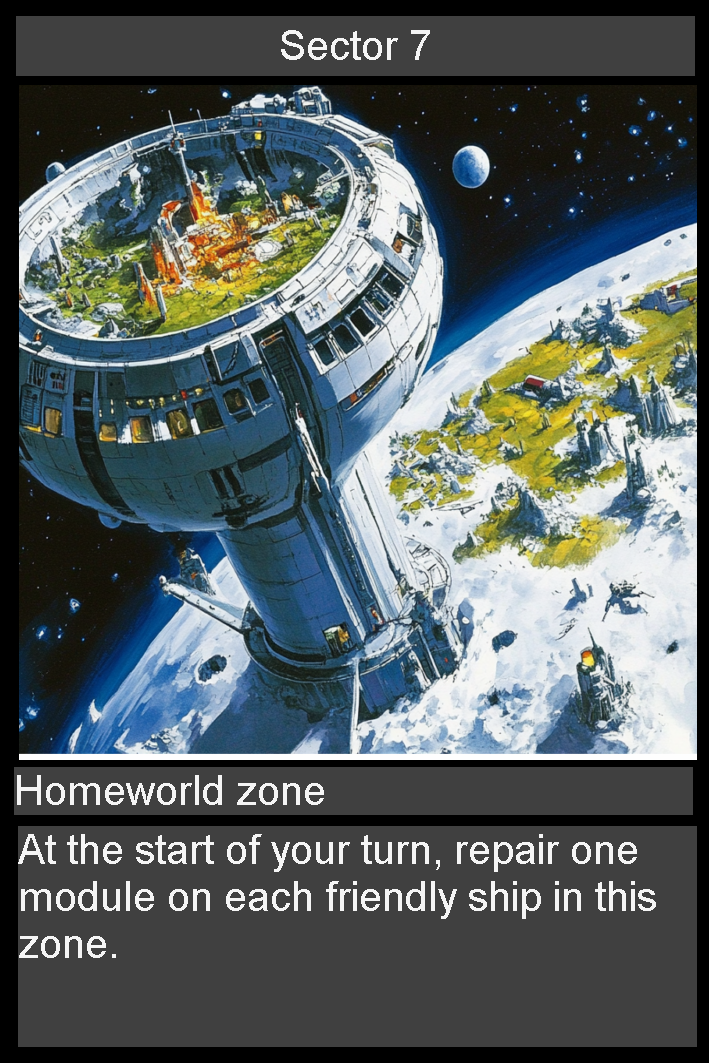 Sector 7
Homeworld zone
At the start of your turn, repair one
module on each friendly ship in this
zone.